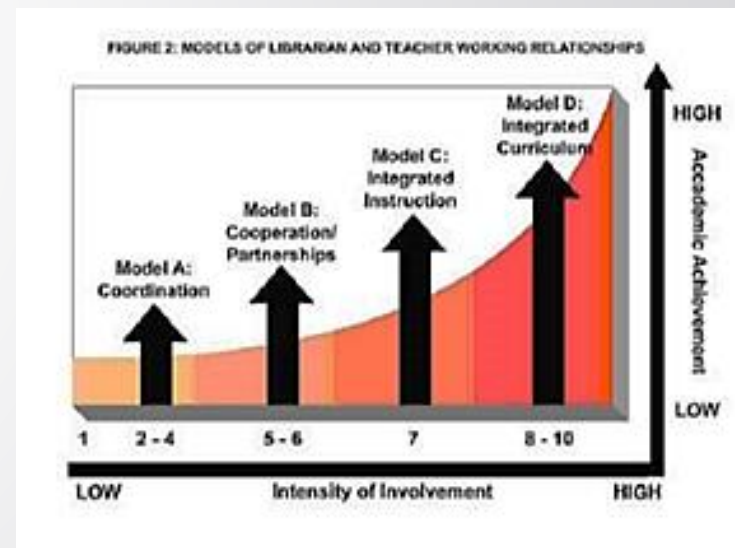 FIGURE 2: MODELS OF LIBRARIAN AND TEACHER WORKING RELATIONSHIPS
Model A:
Coordination
Model B:
Cooperation/
Partnerships
Model C:
Integrated
Instruction
Model D:
Integrated
Curriculum
HIGH
Accademic Achievement
LOW
1
2 - 4
5 - 6
7
8 - 10
LOW
Intensity of Involvement
HIGH